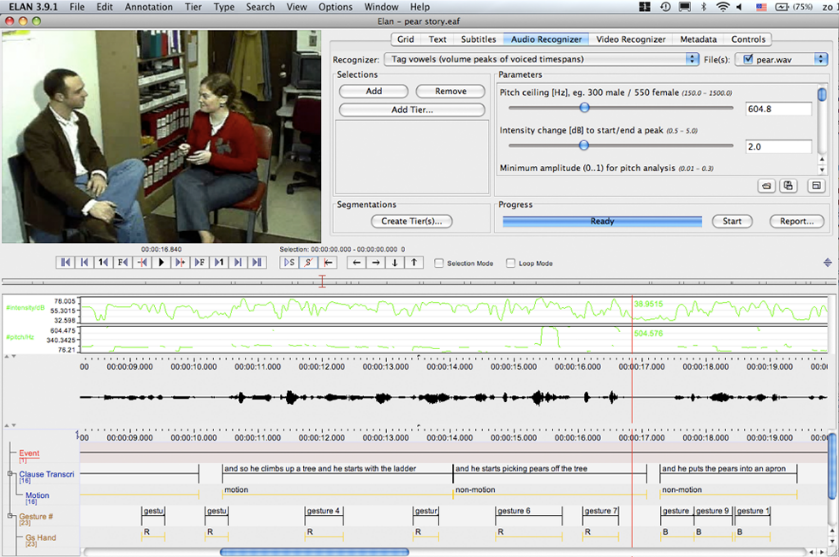 ELAN 3.9.1 File Edit Annotation Tier Type Search View Options Window Help (75%) zo 1
Elan - pear story.eaf
Grid Text Subtitles Audio Recognizer Video Recognizer Metadata Controls
Recognizer: Tag vowels (volume peaks of voiced timespans) File(s): pear.wav
Selections
Add Remove
Add Tier...
Parameters
Pitch ceiling [Hz], eg. 300 male / 550 female (150.0 - 1500.0)
604.8
Intensity change [dB] to start/end a peak (0.5 - 5.0)
2.0
Minimum amplitude (0..1) for pitch analysis (0.01 - 0.3)
Segmentations
Create Tier(s)...
Progress
Ready Start Report...
00:00:16.840 Selection: 00:00:00.000 - 00:00:00.000 0
1 F F 1 S S Selection Mode Loop Mode
#intensity/dB 76.005 38.9515
55.3015
32.598
#pitch/Hz 604.475 504.576
340.3425
76.21
00 00:00:09.000 00:00:10.000 00:00:11.000 00:00:12.000 00:00:13.000 00:00:14.000 00:00:15.000 00:00:16.000 00:00:17.000 00:00:18.000 00:00:19.000 00:0
00 00:00:09.000 00:00:10.000 00:00:11.000 00:00:12.000 00:00:13.000 00:00:14.000 00:00:15.000 00:00:16.000 00:00:17.000 00:00:18.000 00:00:19.000 00:0
Event
[1]
Clause Transcri and so he climbs up a tree and he starts with the ladder and he starts picking pears off the tree and he puts the pears into an apron
[16]
Motion motion non-motion non-motion
[16]
Gesture # gestu gestu gesture 4 gestur gesture 6 gesture 7 gesture gesture 9 gesture 1
[23]
Gs Hand R R R R R R B B B
[23]